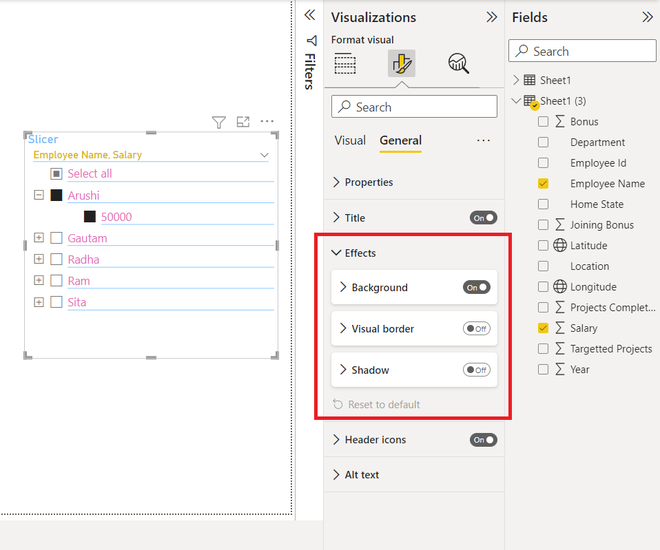 Slicer
Employee Name, Salary
Select all
Arushi
50000
Gautam
Radha
Ram
Sita
Filters
Visualizations
Format visual
Search
Visual
General
Properties
Title
On
Effects
Background
On
Visual border
Off
Shadow
Off
Reset to default
Header icons
On
Alt text
Fields
Search
Sheet1
Sheet1 (3)
Bonus
Department
Employee Id
Employee Name
Home State
Joining Bonus
Latitude
Location
Longitude
Projects Complet...
Salary
Targetted Projects
Year